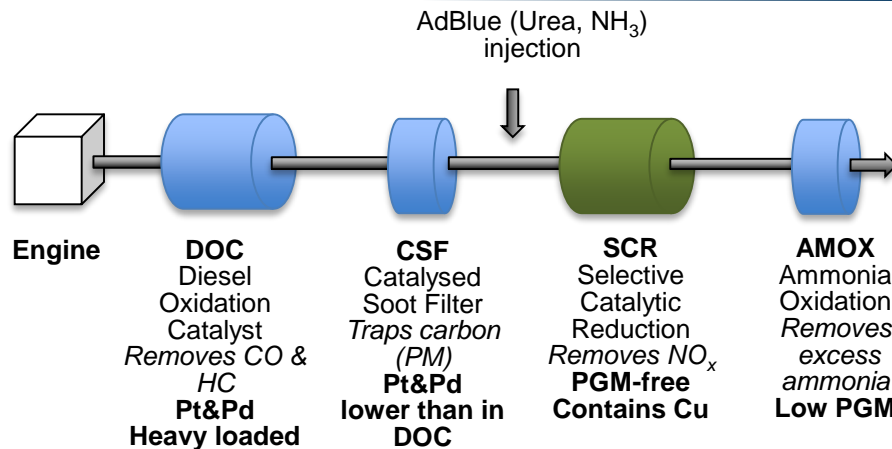 AdBlue (Urea, NH₃)
injection
Engine
DOC
Diesel
Oxidation
Catalyst
Removes CO &
HC
Pt&Pd
Heavy loaded
CSF
Catalysed
Soot Filter
Traps carbon
(PM)
Pt&Pd
lower than in
DOC
SCR
Selective
Catalytic
Reduction
Removes NOₓ
PGM-free
Contains Cu
AMOX
Ammonia
Oxidation
Removes
excess
ammonia
Low PGM